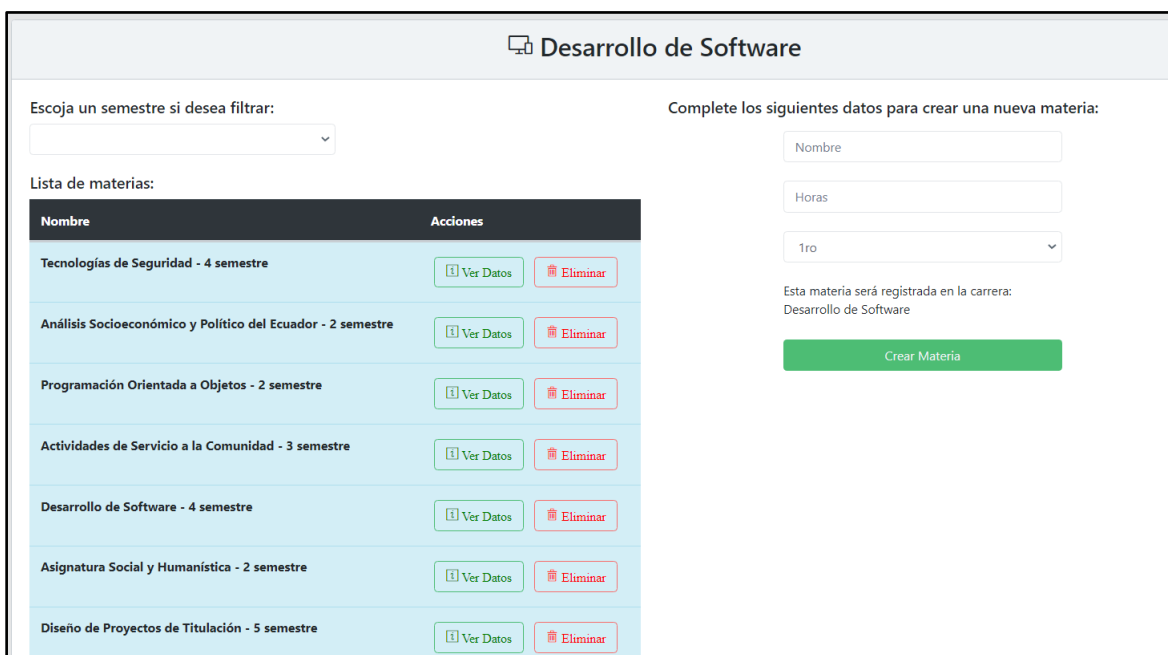 Desarrollo de Software
Escoja un semestre si desea filtrar:
Lista de materias:
Nombre Acciones
Tecnologías de Seguridad - 4 semestre Ver Datos Eliminar
Análisis Socioeconómico y Político del Ecuador - 2 semestre Ver Datos Eliminar
Programación Orientada a Objetos - 2 semestre Ver Datos Eliminar
Actividades de Servicio a la Comunidad - 3 semestre Ver Datos Eliminar
Desarrollo de Software - 4 semestre Ver Datos Eliminar
Asignatura Social y Humanística - 2 semestre Ver Datos Eliminar
Diseño de Proyectos de Titulación - 5 semestre Ver Datos Eliminar
Complete los siguientes datos para crear una nueva materia:
Nombre
Horas
1ro
Esta materia será registrada en la carrera:
Desarrollo de Software
Crear Materia